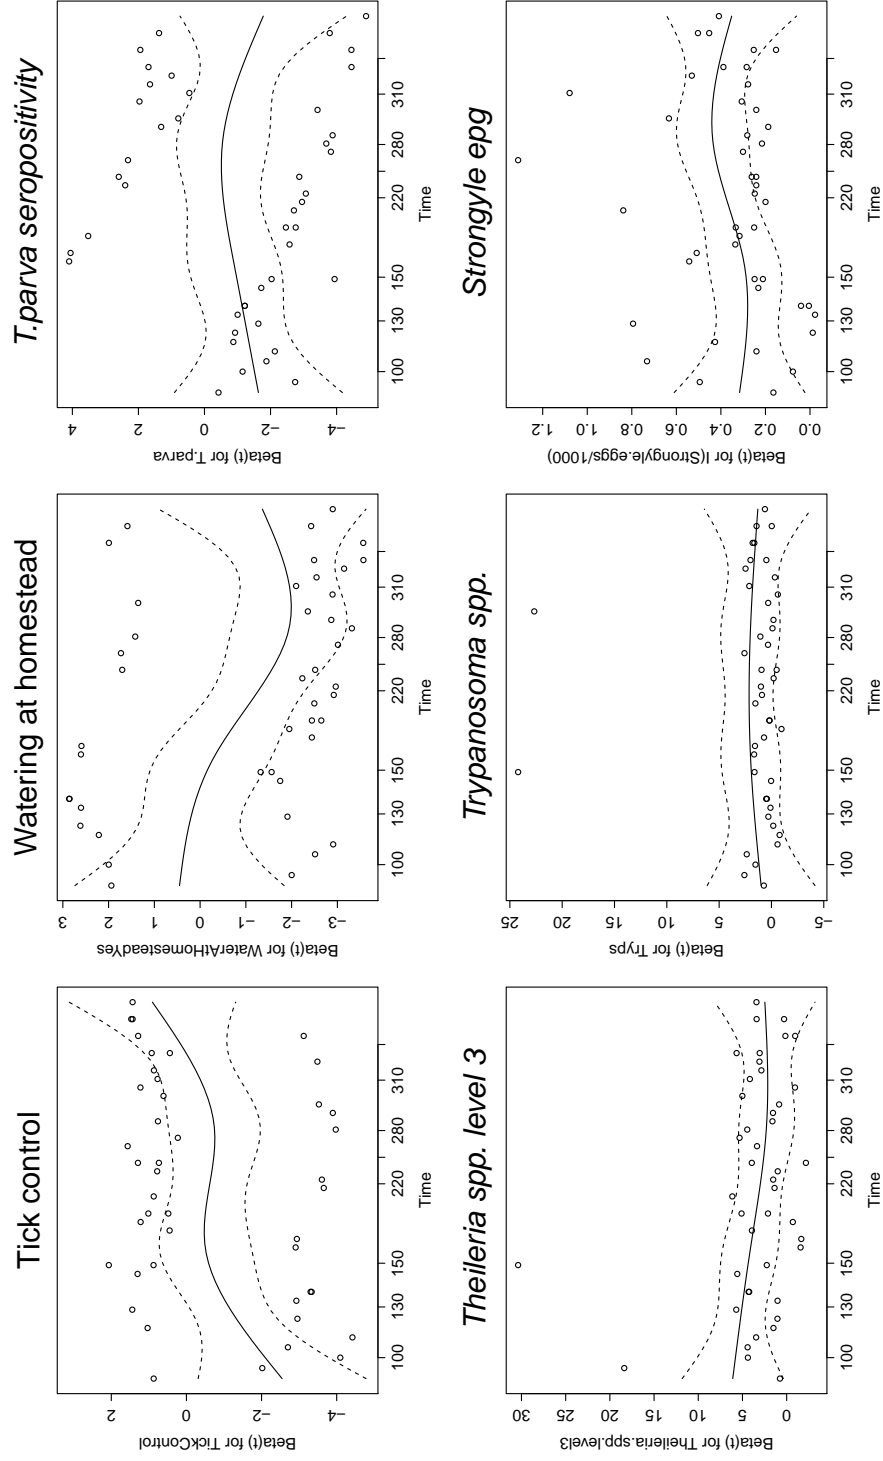 Tick control
Beta(t) for TickControl
2
0
−2
−4
100 130 150 220 280 310
Time
Watering at homestead
Beta(t) for WaterAtHomesteadYes
3
2
1
0
−1
−2
−3
100 130 150 220 280 310
Time
T.parva seropositivity
Beta(t) for T.parva
4
2
0
−2
−4
100 130 150 220 280 310
Time
Theileria spp. level 3
Beta(t) for Theileria.spp.level3
30
25
20
15
10
5
0
100 130 150 220 280 310
Time
Trypanosoma spp.
Beta(t) for Tryps
25
20
15
10
5
0
−5
100 130 150 220 280 310
Time
Strongyle epg
Beta(t) for I(Strongyle.eggs/1000)
1.2
1.0
0.8
0.6
0.4
0.2
0.0
100 130 150 220 280 310
Time